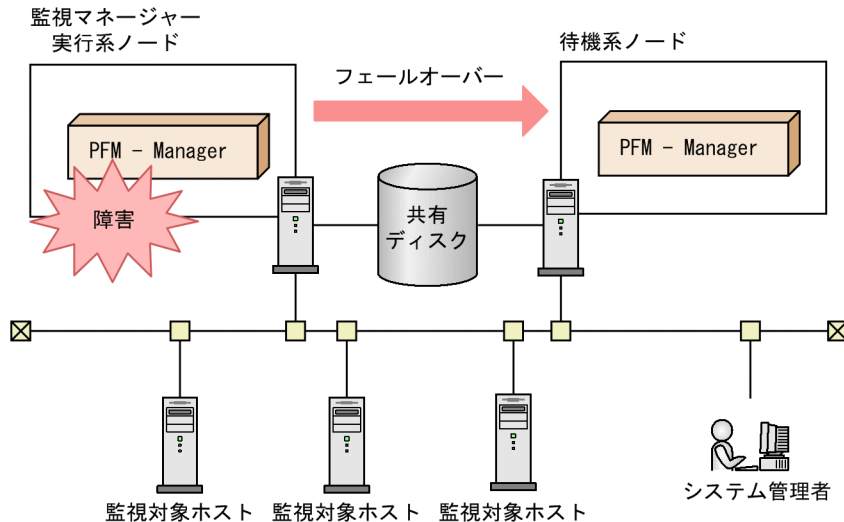 監視マネージャー
実行系ノード
待機系ノード
フェールオーバー
PFM - Manager
PFM - Manager
障害
共有
ディスク
監視対象ホスト
監視対象ホスト
監視対象ホスト
システム管理者